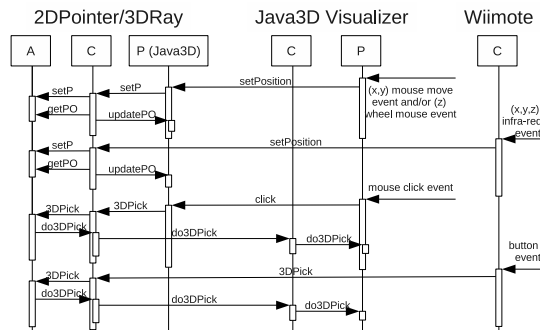 2DPointer/3DRay
Java3D Visualizer
Wiimote
A
C
P (Java3D)
C
P
C
setP
setP
setPosition
(x,y) mouse move
event and/or (z)
wheel mouse event
getPO
updatePO
(x,y,z)
infra-red
event
setP
setPosition
getPO
updatePO
mouse click event
click
3DPick
3DPick
do3DPick
do3DPick
do3DPick
button
event
3DPick
3DPick
do3DPick
do3DPick
do3DPick